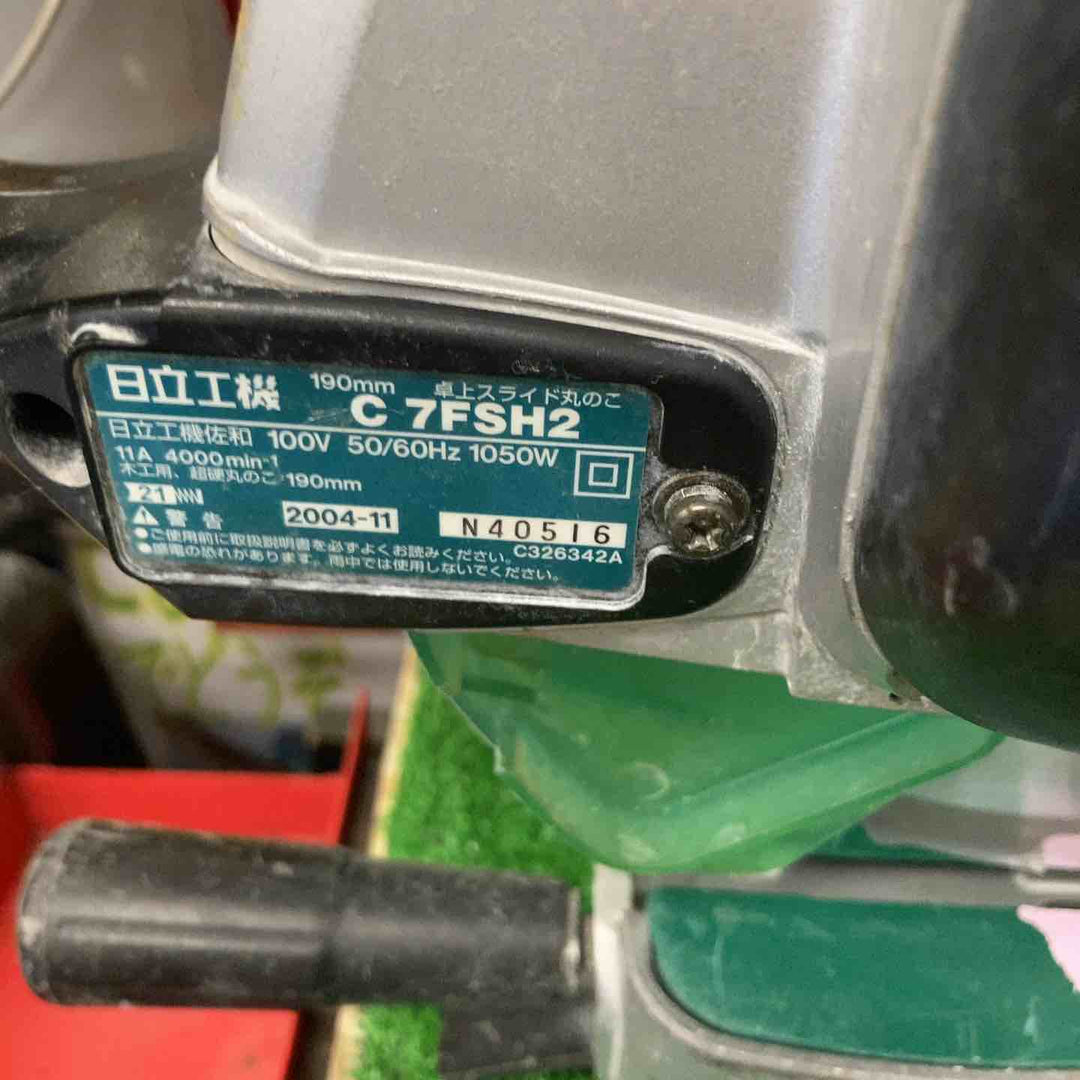 日立工機 190mm 卓上スライド丸のこ
C 7FSH2
日立工機佐和 100V 50/60Hz 1050W
11A 4000min-1
木工用、超硬丸のこ 190mm
21
⚠ 警告 2004-11 N405I6
●ご使用前に取扱説明書を必ずよくお読みください。 C326342A
●感電の恐れがあります。雨中では使用しないでください。